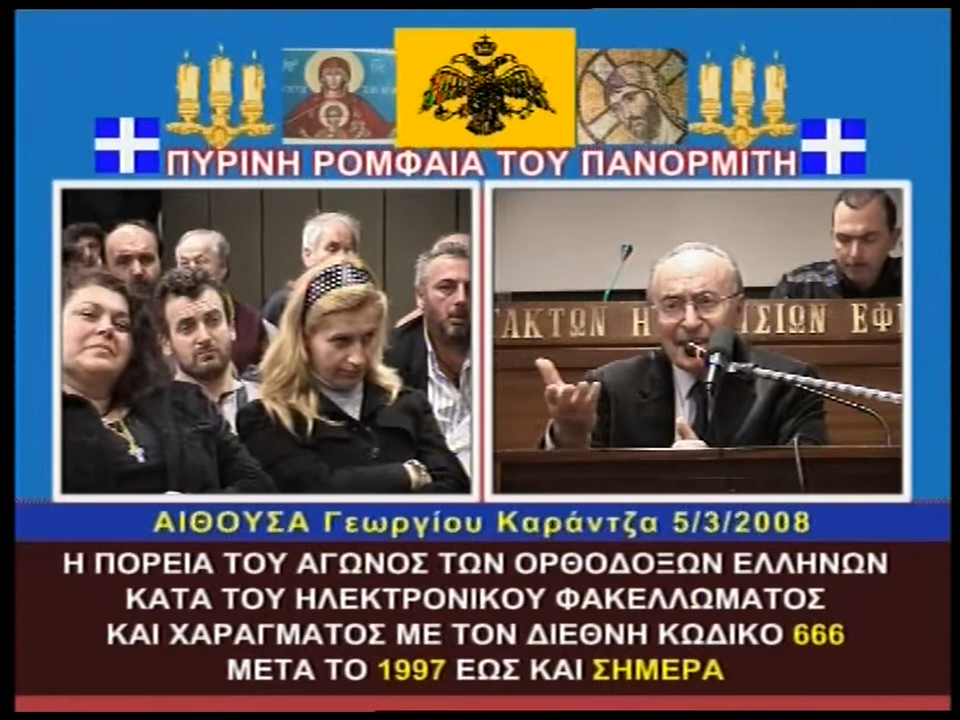 ΠΥΡΙΝΗ ΡΟΜΦΑΙΑ ΤΟΥ ΠΑΝΟΡΜΙΤΗ
ΤΑΚΤΩΝ
ΑΙΘΟΥΣΑ Γεωργίου Καράντζα 5/3/2008
Η ΠΟΡΕΙΑ ΤΟΥ ΑΓΩΝΟΣ ΤΩΝ ΟΡΘΟΔΟΞΩΝ ΕΛΛΗΝΩΝ
ΚΑΤΑ ΤΟΥ ΗΛΕΚΤΡΟΝΙΚΟΥ ΦΑΚΕΛΛΩΜΑΤΟΣ
ΚΑΙ ΧΑΡΑΓΜΑΤΟΣ ΜΕ ΤΟΝ ΔΙΕΘΝΗ ΚΩΔΙΚΟ 666
ΜΕΤΑ ΤΟ 1997 ΕΩΣ ΚΑΙ ΣΗΜΕΡΑ